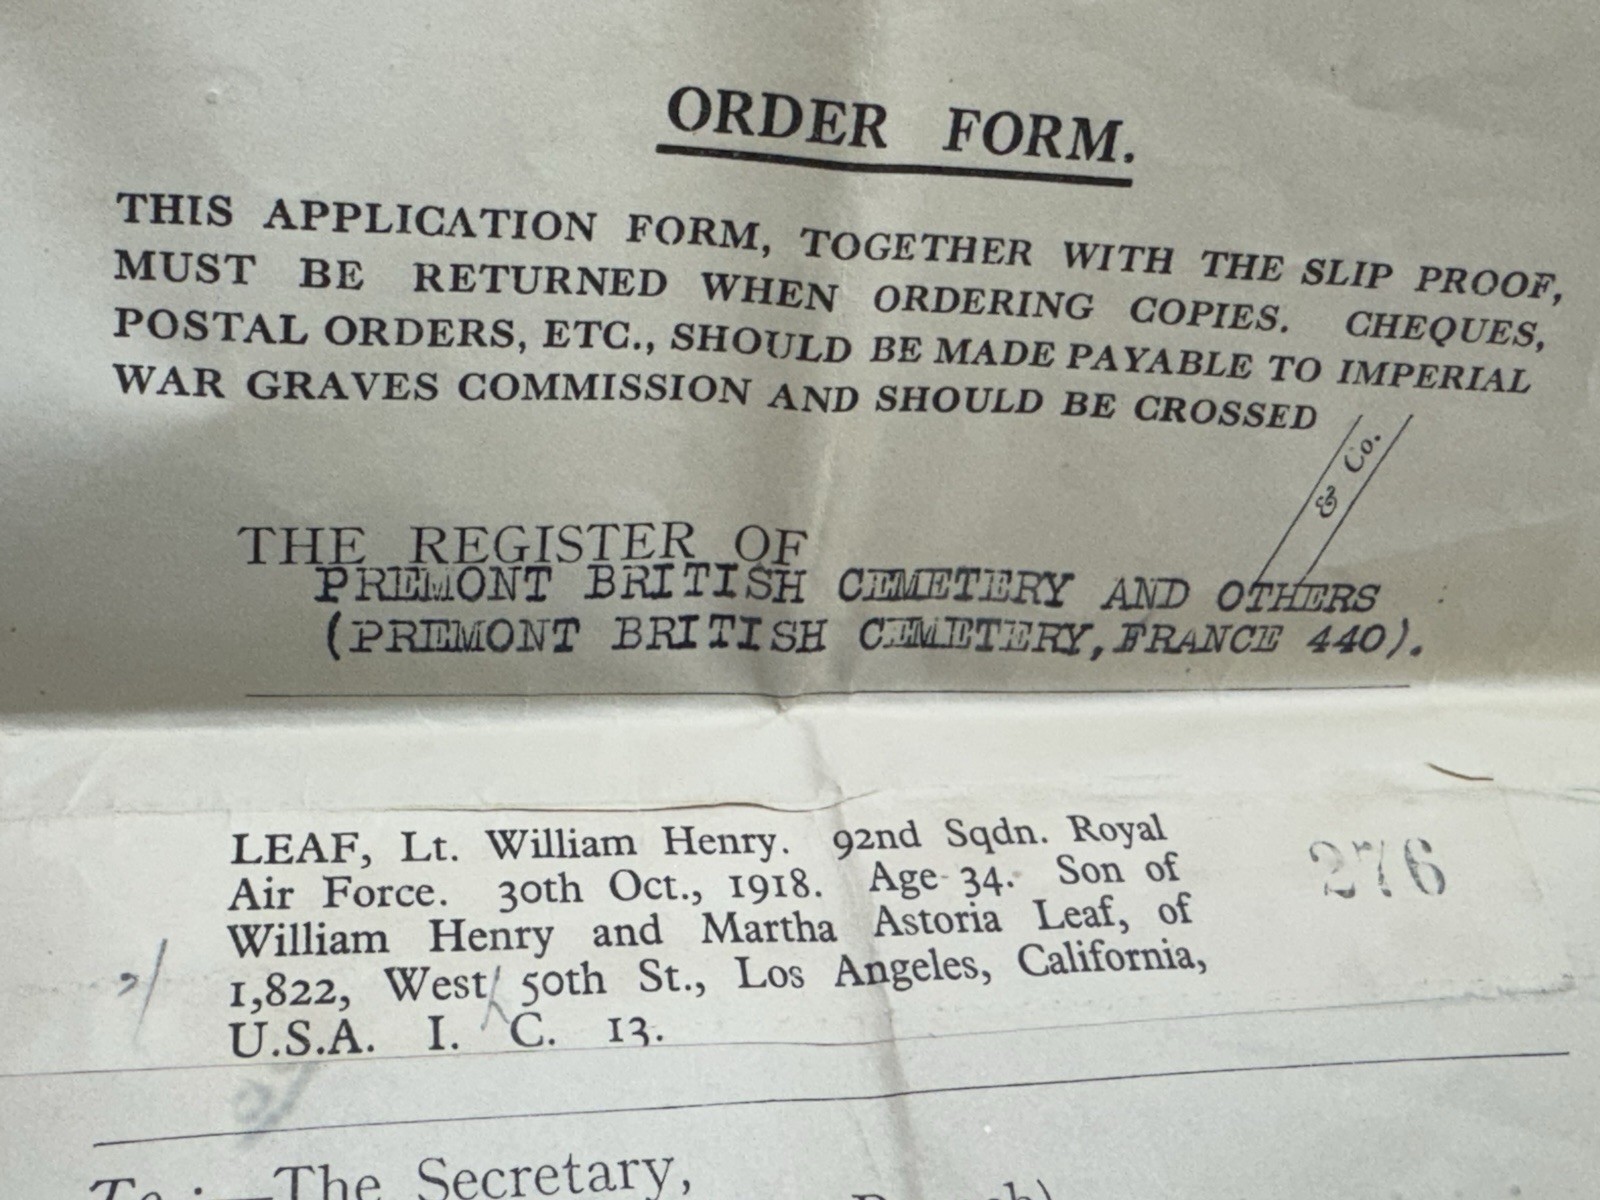 ORDER FORM.
THIS APPLICATION FORM, TOGETHER WITH THE SLIP PROOF,
MUST BE RETURNED WHEN ORDERING COPIES. CHEQUES,
POSTAL ORDERS, ETC., SHOULD BE MADE PAYABLE TO IMPERIAL
WAR GRAVES COMMISSION AND SHOULD BE CROSSED
& Co.
THE REGISTER OF
PREMONT BRITISH CEMETERY AND OTHERS
(PREMONT BRITISH CEMETERY, FRANCE 440).
LEAF, Lt. William Henry. 92nd Sqdn. Royal
Air Force. 30th Oct., 1918. Age 34. Son of
William Henry and Martha Astoria Leaf, of
1,822, West 50th St., Los Angeles, California,
U.S.A. I. C. 13.
276
To :—The Secretary,